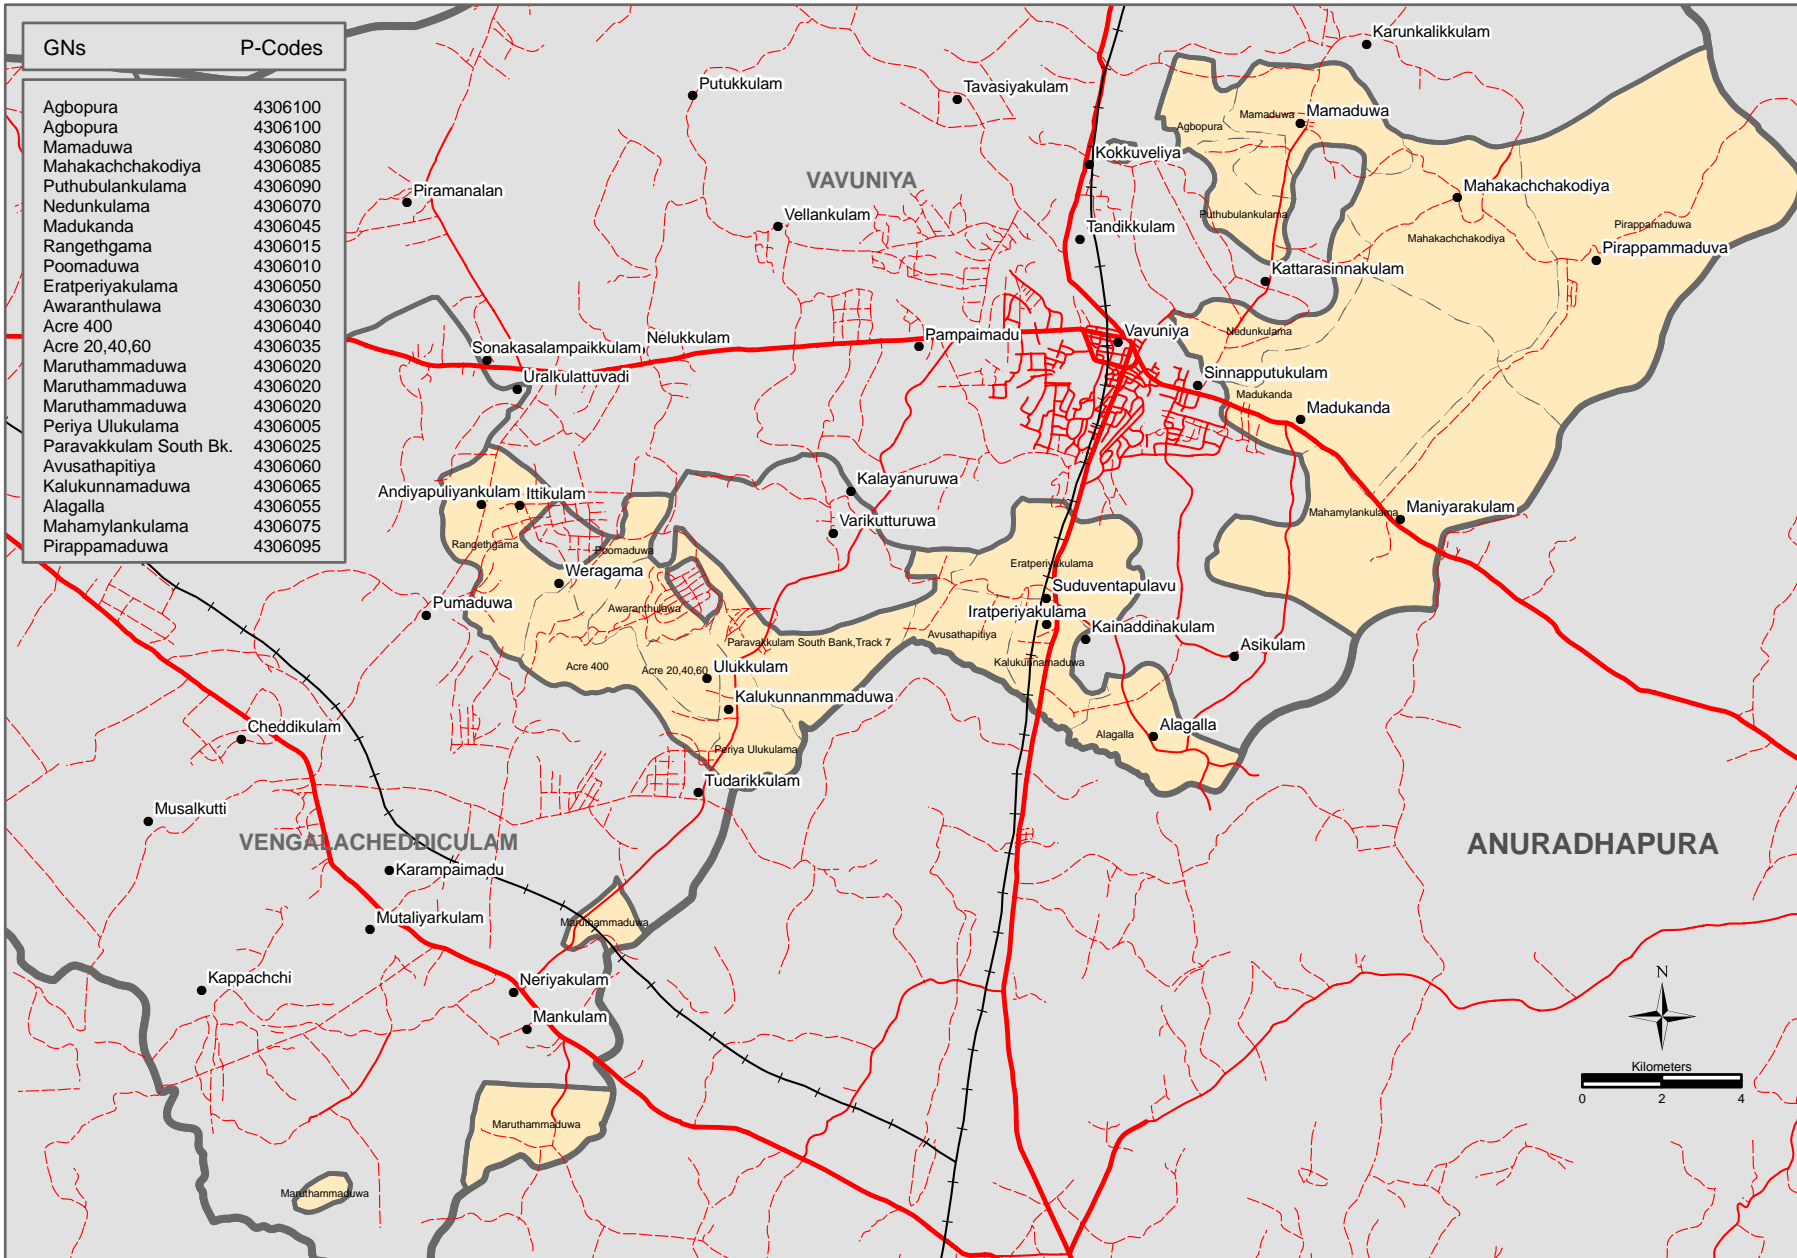 GNs P-Codes
Agbopura 4306100
Agbopura 4306100
Mamaduwa 4306080
Mahakachchakodiya 4306085
Puthubulankulama 4306090
Nedunkulama 4306070
Madukanda 4306045
Rangethgama 4306015
Poomaduwa 4306010
Eratperiyakulama 4306050
Awaranthulawa 4306030
Acre 400 4306040
Acre 20,40,60 4306035
Maruthammaduwa 4306020
Maruthammaduwa 4306020
Maruthammaduwa 4306020
Periya Ulukulama 4306005
Paravakkulam South Bk. 4306025
Avusathapitiya 4306060
Kalukunnamaduwa 4306065
Alagalla 4306055
Mahamylankulama 4306075
Pirappamaduwa 4306095
Karunkalikkulam
Putukkulam
Tavasiyakulam
Mamaduwa
Mamaduwa
Agbopura
Kokkuveliya
VAVUNIYA
Piramanalan
Mahakachchakodiya
Vellankulam
Puthubulankulama
Tandikkulam
Pirappamaduwa
Mahakachchakodiya
Pirappammaduva
Kattarasinnakulam
Nedunkulama
Vavuniya
Pampaimadu
Nelukkulam
Sonakasalampaikkulam
Uralkulattuvadi
Sinnapputukulam
Madukanda
Madukanda
Kalayanuruwa
Andiyapuliyankulam
Ittikulam
Varikutturuwa
Mahamylankulama
Maniyarakulam
Rangethgama
Poomaduwa
Eratperiyakulama
Weragama
Suduventapulavu
Pumaduwa
Awaranthulawa
Iratperiyakulama
Kainaddinakulam
Avusathapitiya
Paravakkulam South Bank,Track 7
Asikulam
Acre 400
Acre 20,40,60
Ulukkulam
Kalukunnamaduwa
Kalukunnanmmaduwa
Cheddikulam
Alagalla
Alagalla
Periya Ulukulama
Tudarikkulam
Musalkutti
VENGALACHEDDICULAM
ANURADHAPURA
Karampaimadu
Mutaliyarkulam
Maruthammaduwa
Kappachchi
Neriyakulam
Mankulam
N
Kilometers
0 2 4
Maruthammaduwa
Maruthammaduwa